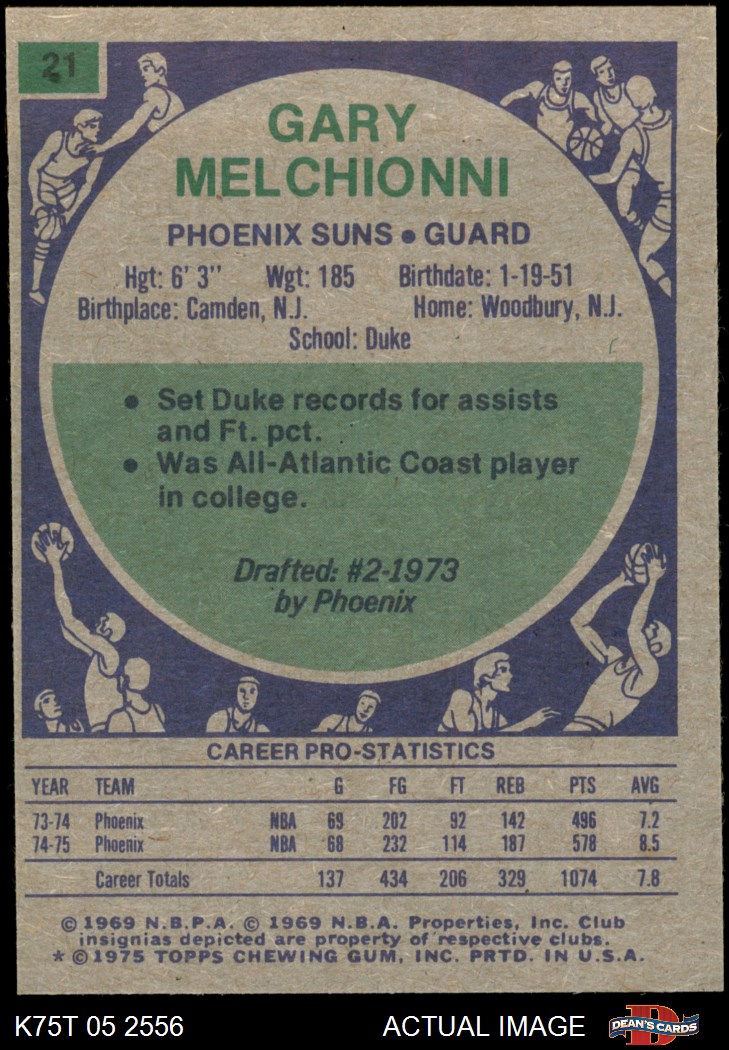 21
GARY
MELCHIONNI
PHOENIX SUNS • GUARD
Hgt: 6' 3" Wgt: 185 Birthdate: 1-19-51
Birthplace: Camden, N.J. Home: Woodbury, N.J.
School: Duke
• Set Duke records for assists
and Ft. pct.
• Was All-Atlantic Coast player
in college.
Drafted: #2-1973
by Phoenix
CAREER PRO-STATISTICS
YEAR TEAM G FG FT REB PTS AVG
73-74 Phoenix NBA 69 202 92 142 496 7.2
74-75 Phoenix NBA 68 232 114 187 578 8.5
Career Totals 137 434 206 329 1074 7.8
© 1969 N.B.P.A. © 1969 N.B.A. Properties, Inc. Club
insignias depicted are property of respective clubs.
* © 1975 TOPPS CHEWING GUM, INC. PRTD. IN U.S.A.
K75T 05 2556 ACTUAL IMAGE D DEAN'S CARDS